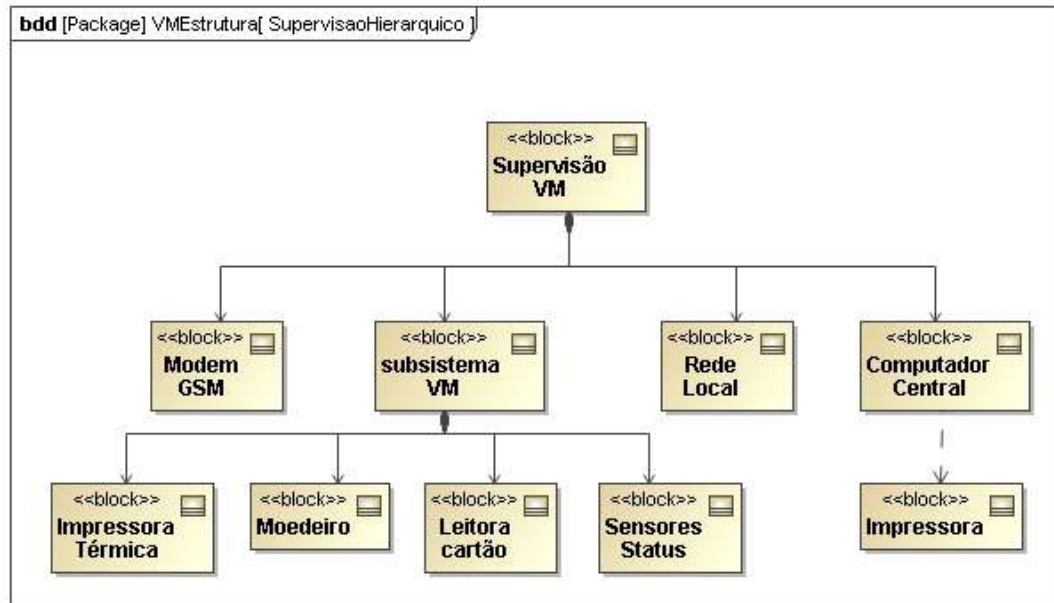 bdd [Package] VMEstrutura[ SupervisaoHierarquico ]
<<block>>
Supervisão
VM
<<block>>
Modem
GSM
<<block>>
subsistema
VM
<<block>>
Rede
Local
<<block>>
Computador
Central
<<block>>
Impressora
Térmica
<<block>>
Moedeiro
<<block>>
Leitora
cartão
<<block>>
Sensores
Status
<<block>>
Impressora